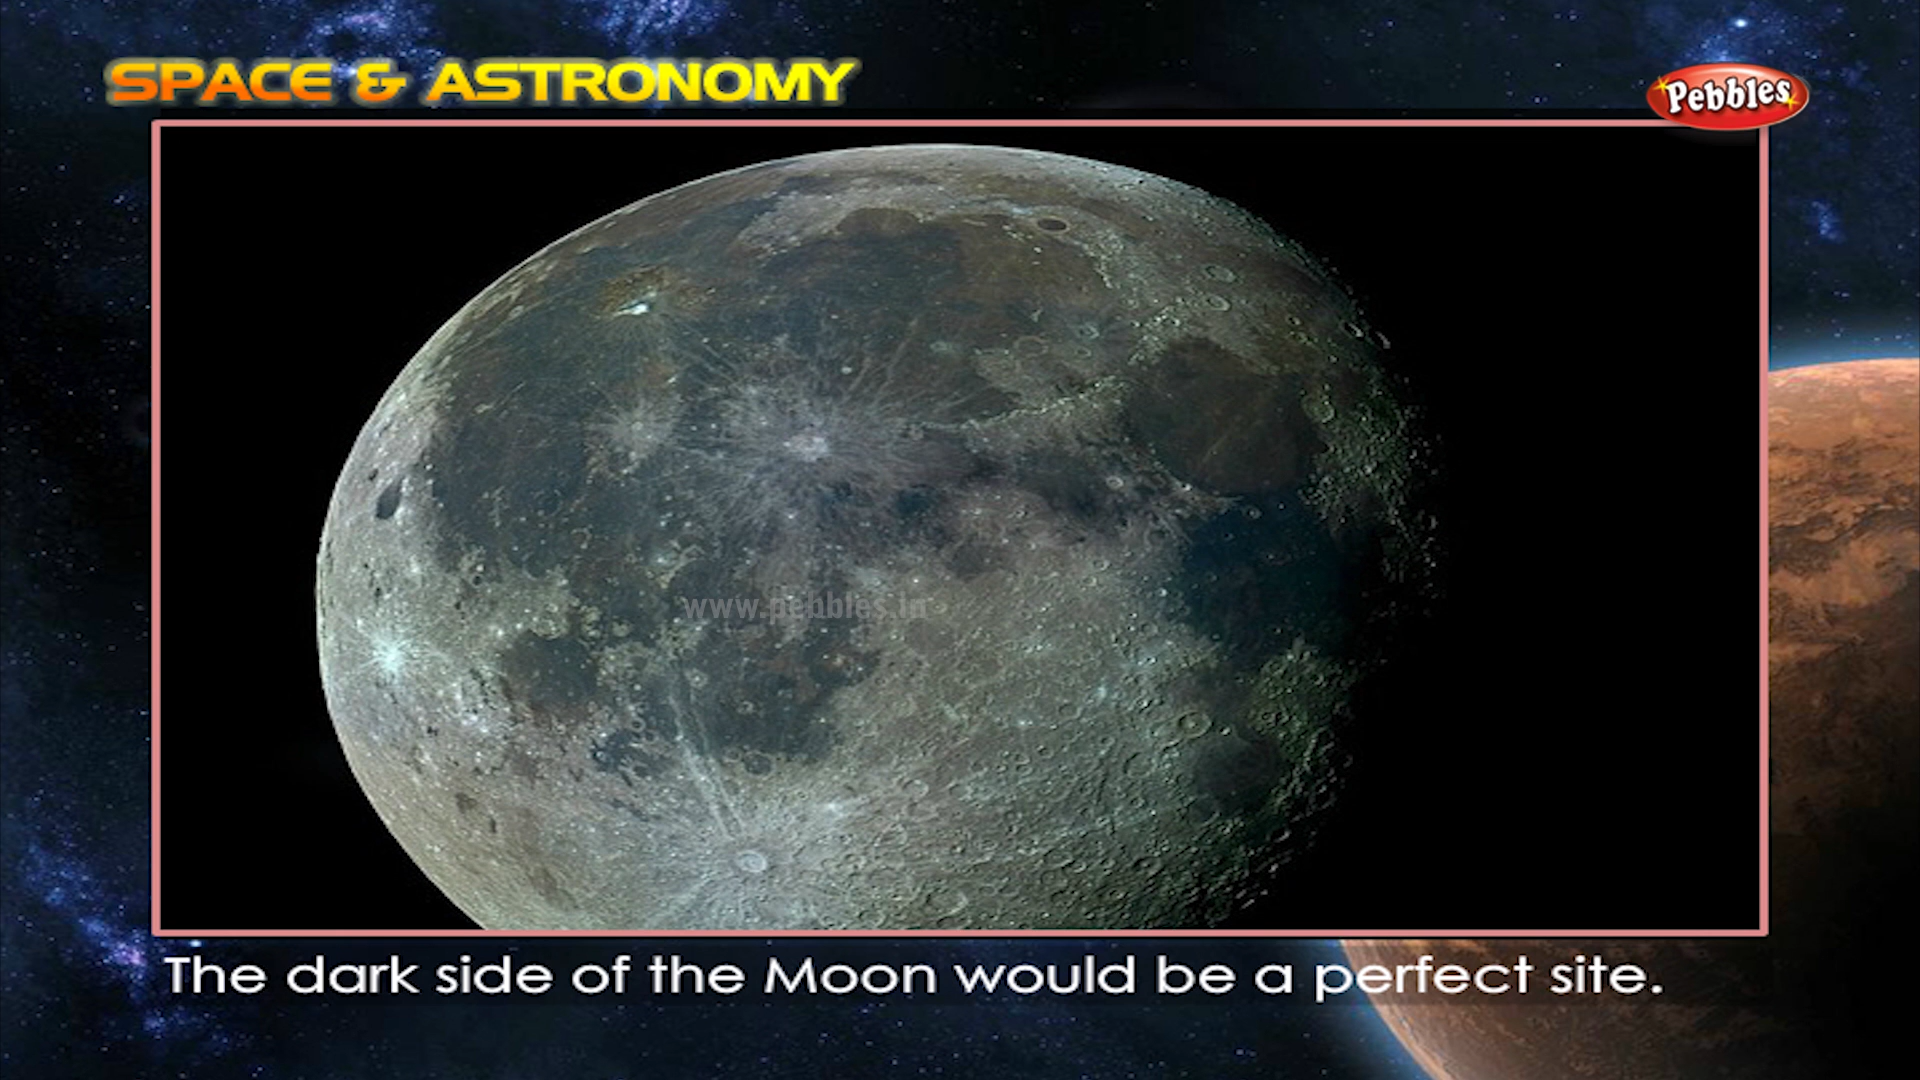 SPACE & ASTRONOMY
Pebbles
www.pebbles.in
The dark side of the Moon would be a perfect site.